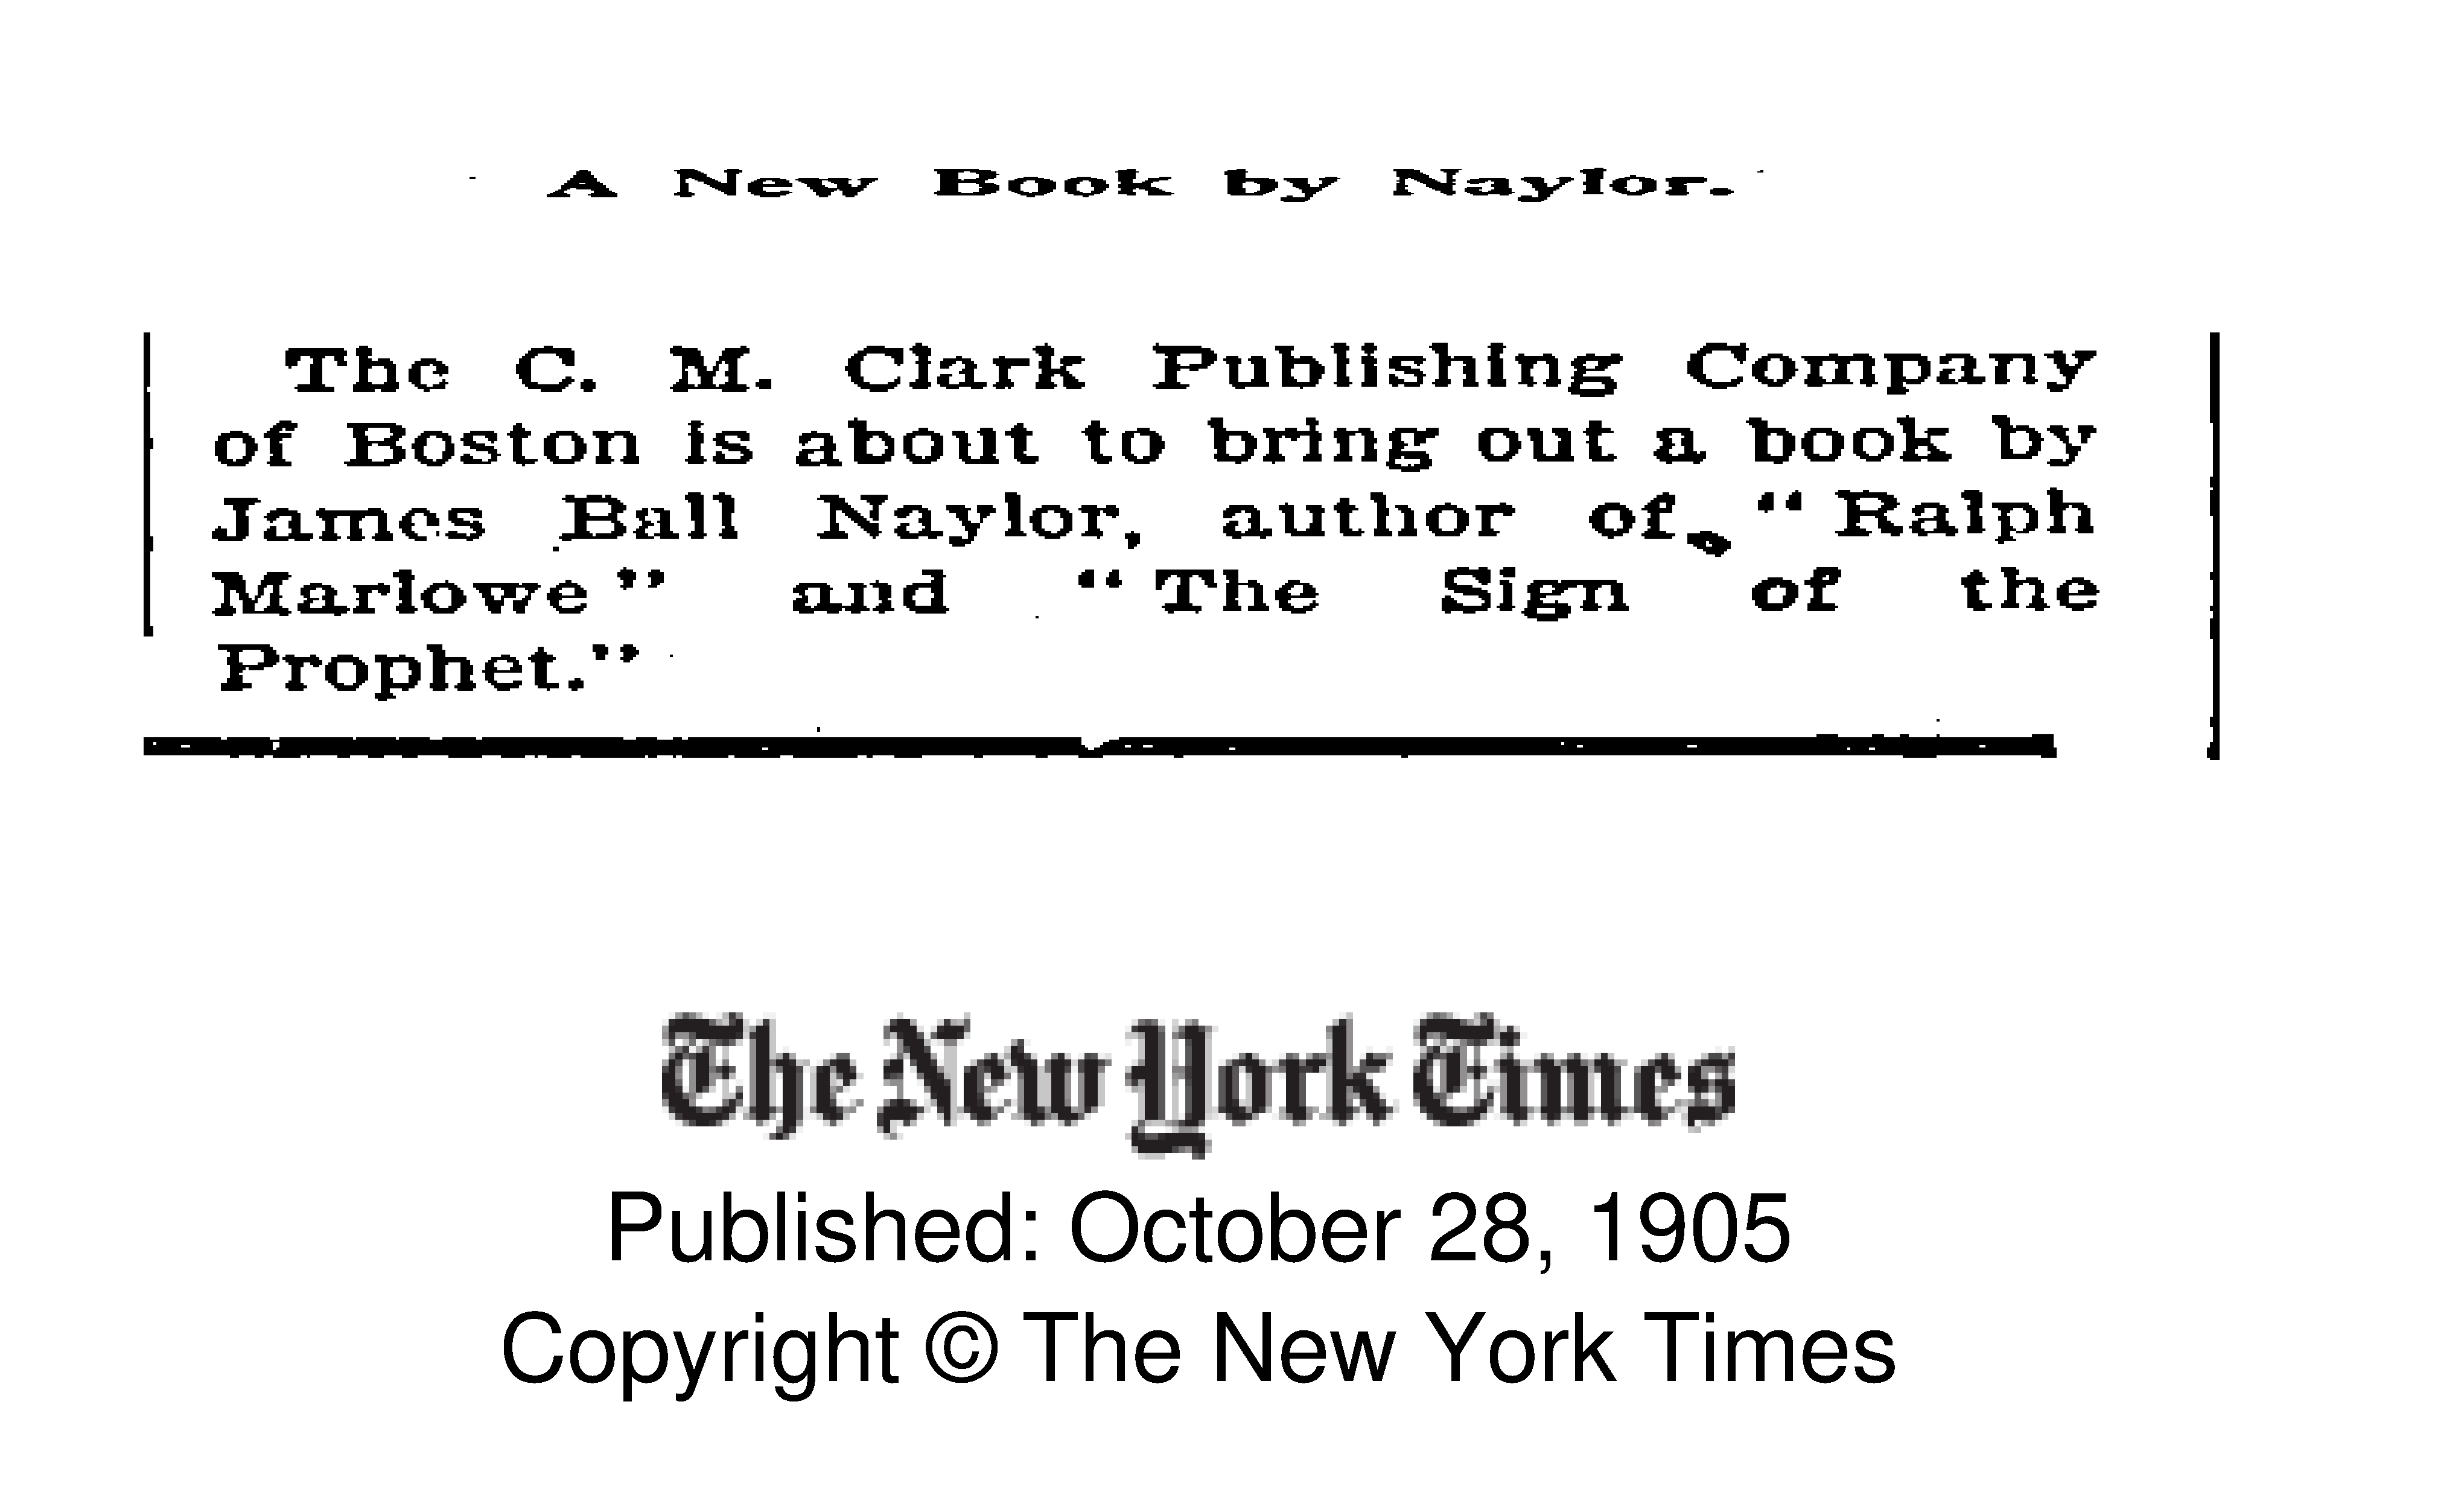 A New Book by Naylor.
The C. M. Clark Publishing Company
of Boston is about to bring out a book by
James Ball Naylor, author of "Ralph
Marlowe" and "The Sign of the
Prophet."
The New York Times
Published: October 28, 1905
Copyright © The New York Times